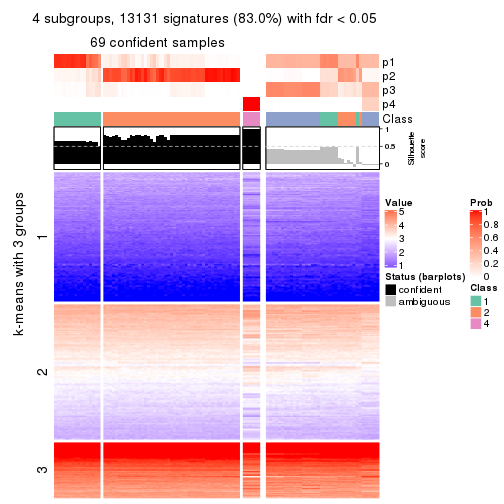 4 subgroups, 13131 signatures (83.0%) with fdr < 0.05
69 confident samples
p1
p2
p3
p4
Class
1
0.5
0
Silhouette
score
k-means with 3 groups
1
2
3
Value
5
4
3
2
1
Status (barplots)
confident
ambiguous
Prob
1
0.8
0.6
0.4
0.2
0
Class
1
2
4